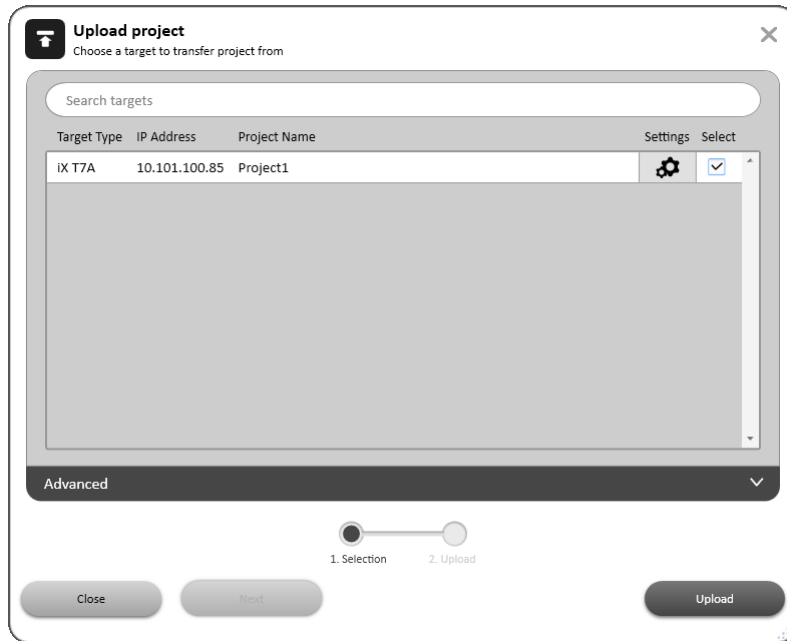 Upload project
Choose a target to transfer project from
Search targets
Target Type IP Address Project Name Settings Select
iX T7A 10.101.100.85 Project1
Advanced
1. Selection 2. Upload
Close Next Upload